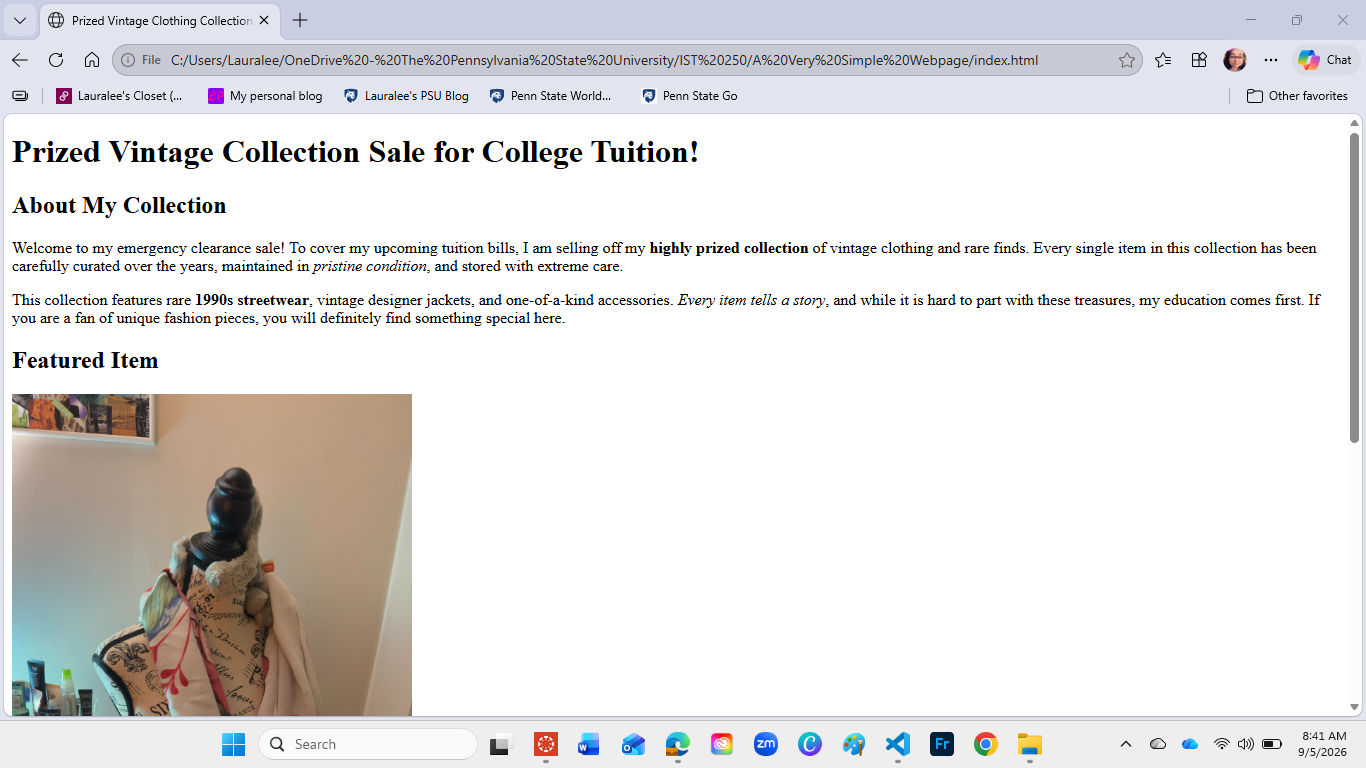 Prized Vintage Clothing Collection
File C:/Users/Lauralee/OneDrive%20-%20The%20Pennsylvania%20State%20University/IST%20250/A%20Very%20Simple%20Webpage/index.html
Chat
Lauralee's Closet (...
My personal blog
Lauralee's PSU Blog
Penn State World...
Penn State Go
Other favorites
Prized Vintage Collection Sale for College Tuition!
About My Collection
Welcome to my emergency clearance sale! To cover my upcoming tuition bills, I am selling off my highly prized collection of vintage clothing and rare finds. Every single item in this collection has been
carefully curated over the years, maintained in pristine condition, and stored with extreme care.
This collection features rare 1990s streetwear, vintage designer jackets, and one-of-a-kind accessories. Every item tells a story, and while it is hard to part with these treasures, my education comes first. If
you are a fan of unique fashion pieces, you will definitely find something special here.
Featured Item
Search
zm
Fr
8:41 AM
9/5/2026